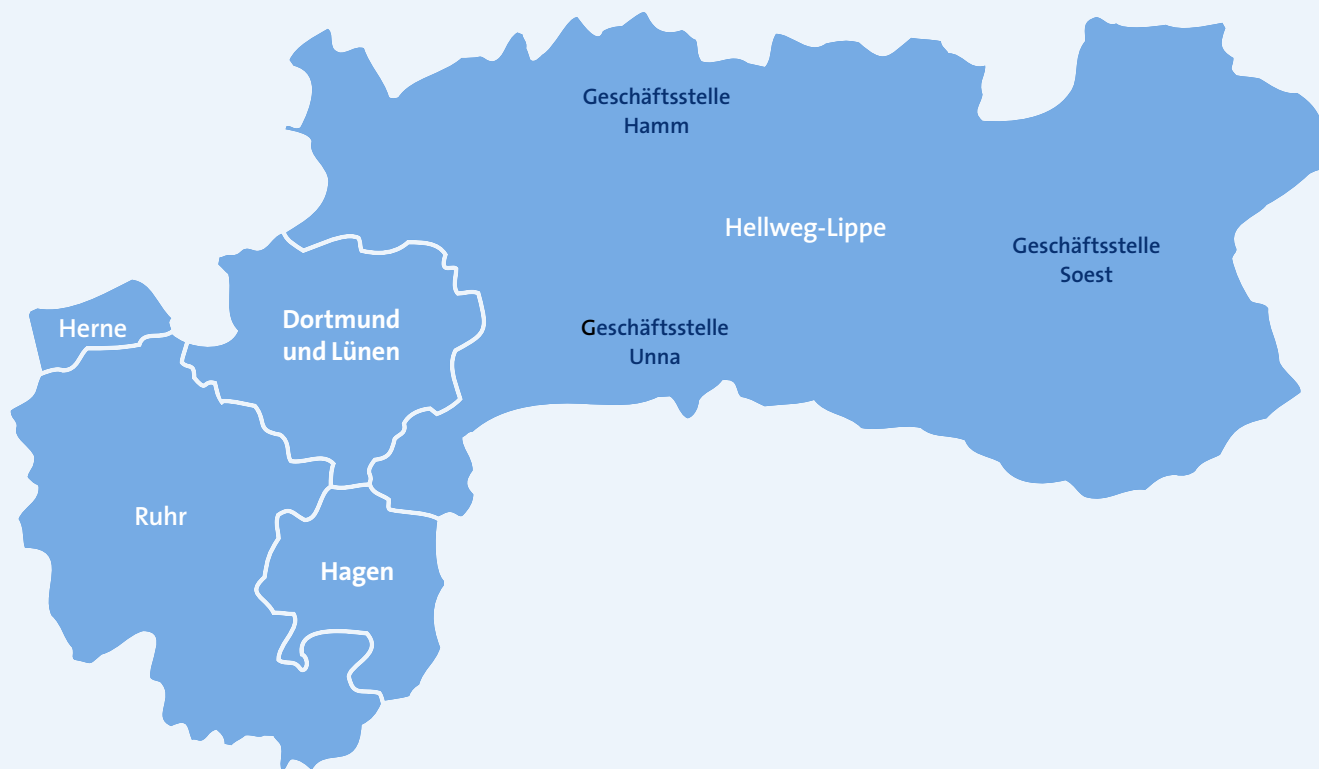 Geschäftsstelle
Hamm
Hellweg-Lippe
Geschäftsstelle
Soest
Geschäftsstelle
Unna
Herne
Dortmund
und Lünen
Ruhr
Hagen